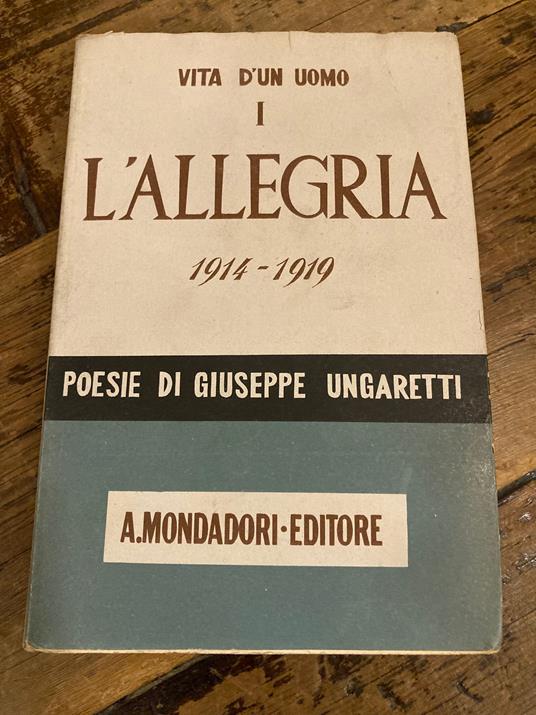 VITA D'UN UOMO
I
L'ALLEGRIA
1914-1919
POESIE DI GIUSEPPE UNGARETTI
A. MONDADORI·EDITORE